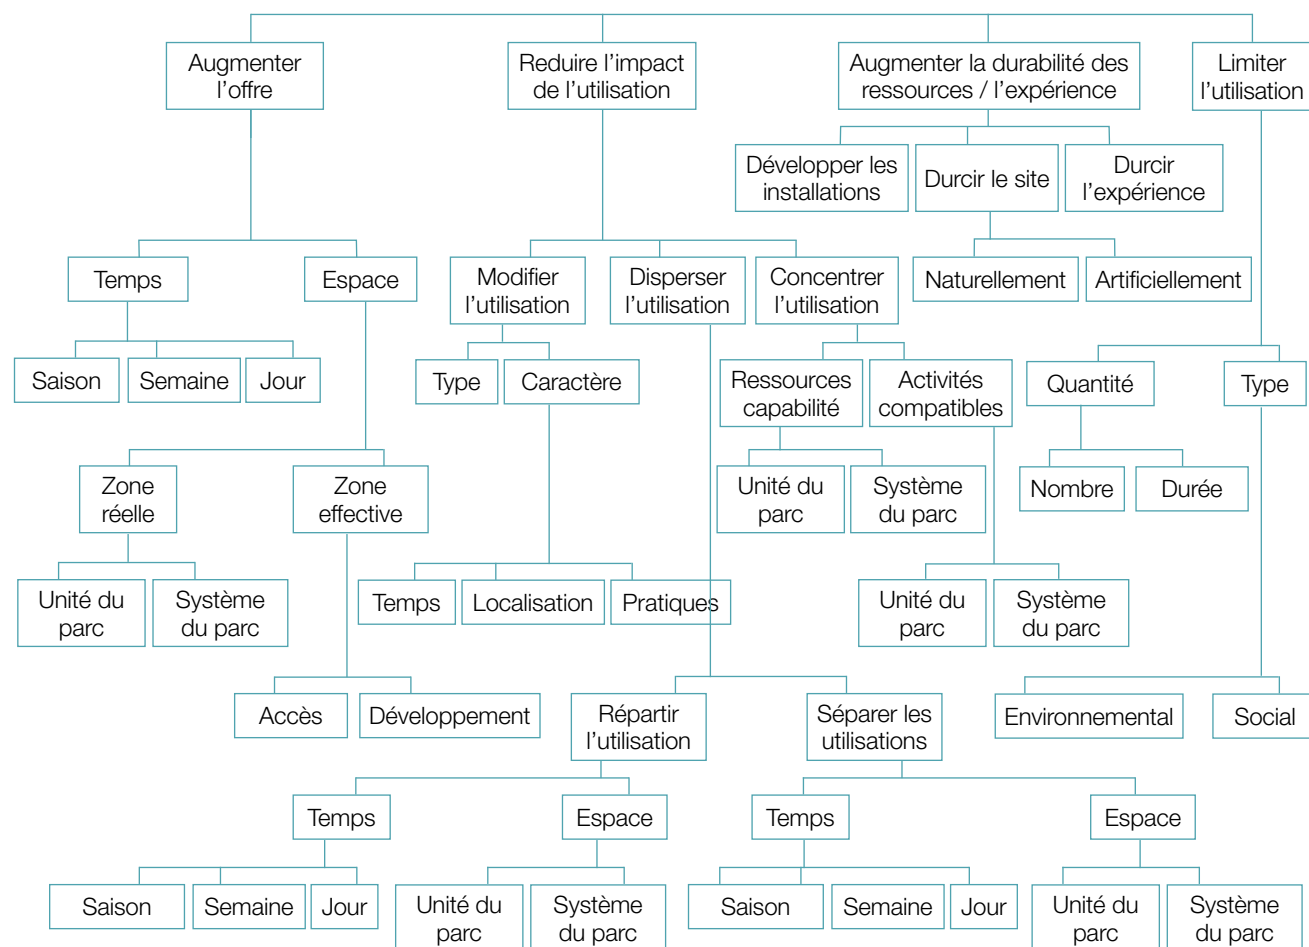 Augmenter
l'offre
Reduire l'impact
de l'utilisation
Augmenter la durabilité des
ressources / l'expérience
Limiter
l'utilisation
Développer les
installations
Durcir le site
Durcir
l'expérience
Temps
Espace
Modifier
l'utilisation
Disperser
l'utilisation
Concentrer
l'utilisation
Naturellement
Artificiellement
Saison
Semaine
Jour
Type
Caractère
Ressources
capabilité
Activités
compatibles
Quantité
Type
Zone
réelle
Zone
effective
Unité du
parc
Système
du parc
Nombre
Durée
Unité du
parc
Système
du parc
Temps
Localisation
Pratiques
Unité du
parc
Système
du parc
Accès
Développement
Répartir
l'utilisation
Séparer les
utilisations
Environnemental
Social
Temps
Espace
Temps
Espace
Saison
Semaine
Jour
Unité du
parc
Système
du parc
Saison
Semaine
Jour
Unité du
parc
Système
du parc